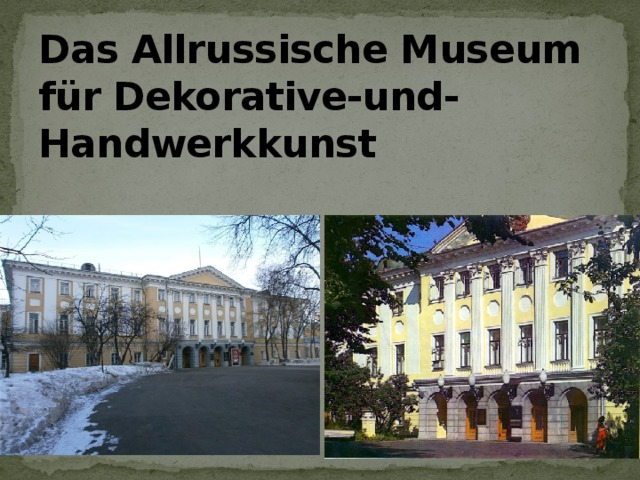 Das Allrussische Museum
für Dekorative-und-
Handwerkkunst